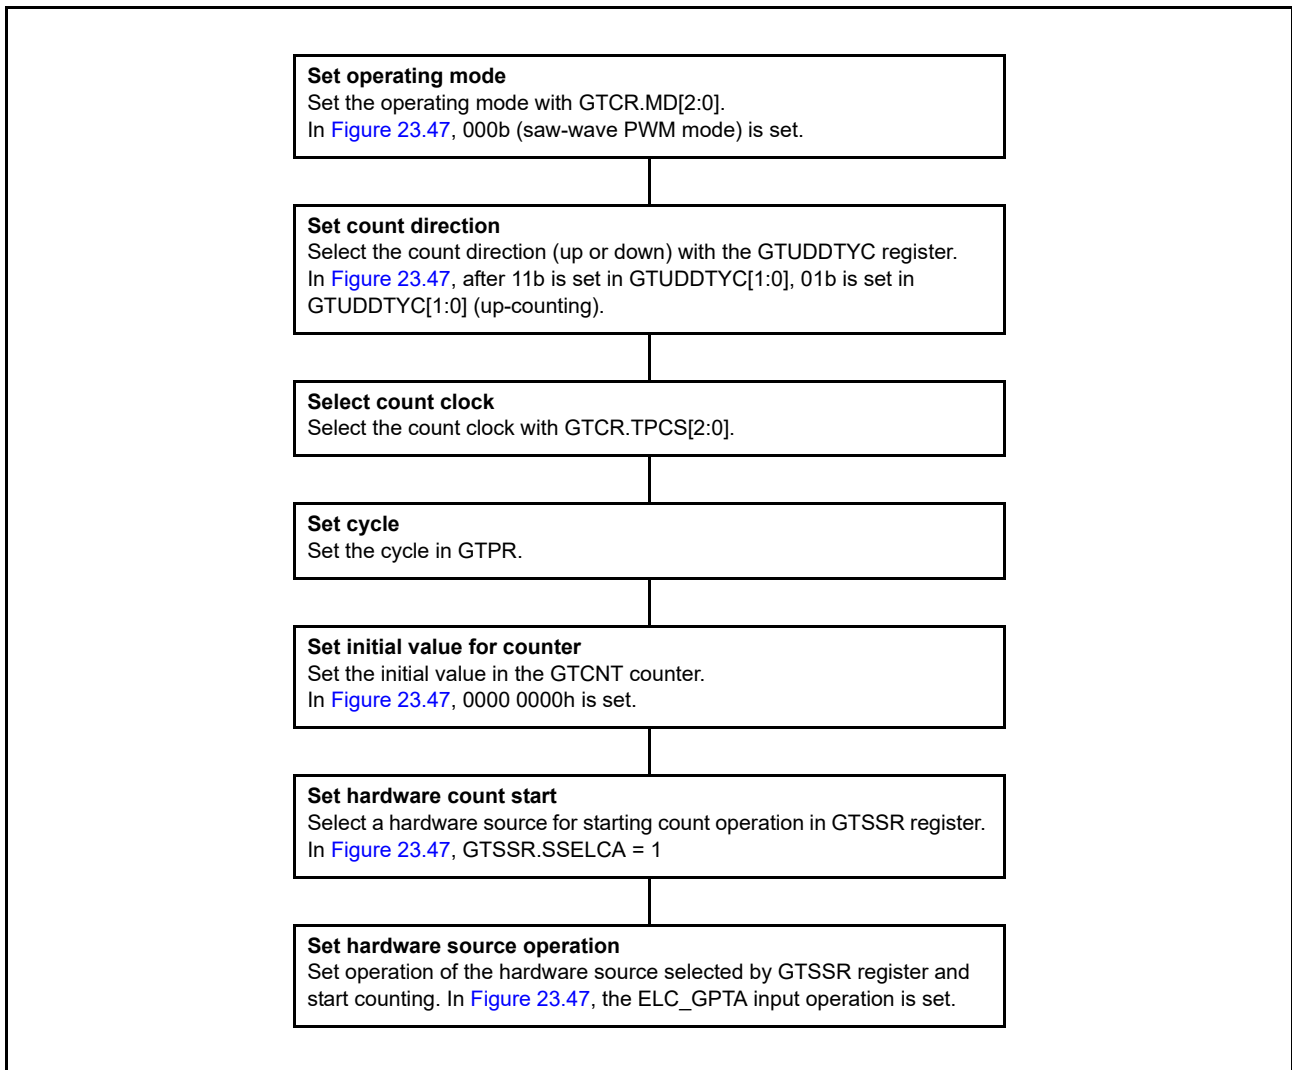 Set operating mode
Set the operating mode with GTCR.MD[2:0].
In Figure 23.47, 000b (saw-wave PWM mode) is set.
Set count direction
Select the count direction (up or down) with the GTUDDTYC register.
In Figure 23.47, after 11b is set in GTUDDTYC[1:0], 01b is set in
GTUDDTYC[1:0] (up-counting).
Select count clock
Select the count clock with GTCR.TPCS[2:0].
Set cycle
Set the cycle in GTPR.
Set initial value for counter
Set the initial value in the GTCNT counter.
In Figure 23.47, 0000 0000h is set.
Set hardware count start
Select a hardware source for starting count operation in GTSSR register.
In Figure 23.47, GTSSR.SSELCA = 1
Set hardware source operation
Set operation of the hardware source selected by GTSSR register and
start counting. In Figure 23.47, the ELC_GPTA input operation is set.